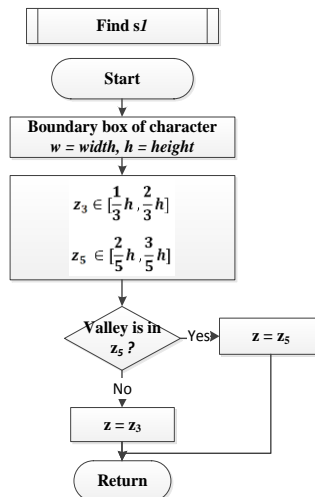 Find s1
Start
Boundary box of character
w = width, h = height
z₃ ∈ [1/3 h , 2/3 h]
z₅ ∈ [2/5 h , 3/5 h]
Valley is in
z₅ ?
Yes
z = z₅
No
z = z₃
Return